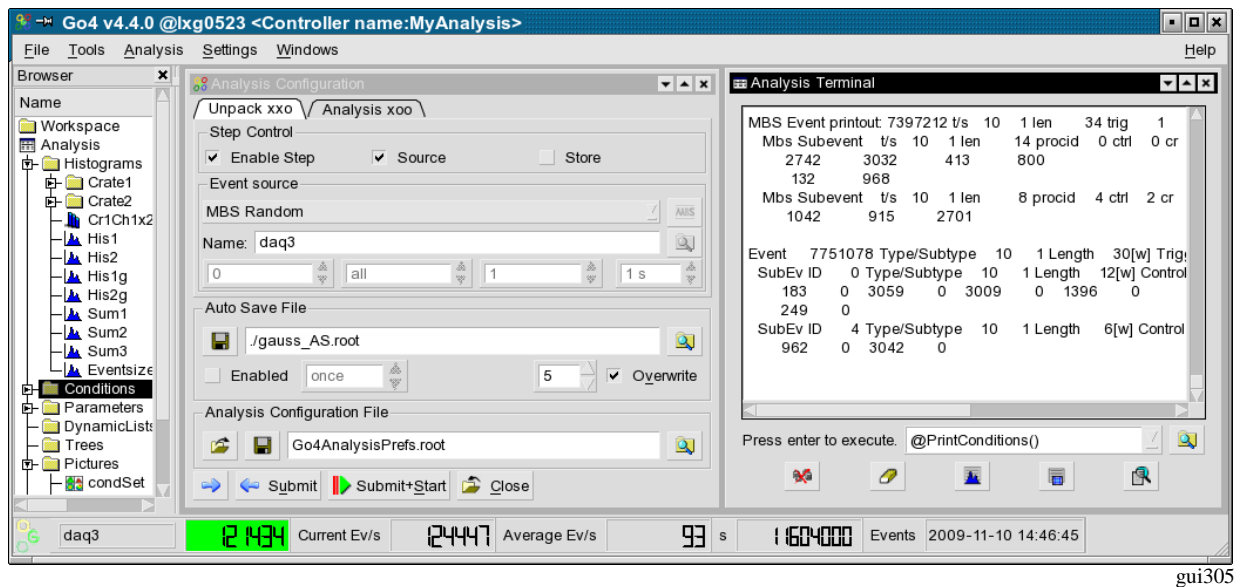 Go4 v4.4.0 @lxg0523 <Controller name:MyAnalysis>
File Tools Analysis Settings Windows Help
Browser
Name
Workspace
Analysis
Histograms
Crate1
Crate2
Cr1Ch1x2
His1
His2
His1g
His2g
Sum1
Sum2
Sum3
Eventsize
Conditions
Parameters
DynamicLists
Trees
Pictures
condSet
Analysis Configuration
Unpack xxo Analysis xoo
Step Control
Enable Step Source Store
Event source
MBS Random MBS
Name: daq3
0 all 1 1 s
Auto Save File
./gauss_AS.root
Enabled once 5 Overwrite
Analysis Configuration File
Go4AnalysisPrefs.root
Submit Submit+Start Close
Analysis Terminal
MBS Event printout: 7397212 t/s 10 1 len 34 trig 1
Mbs Subevent t/s 10 1 len 14 procid 0 ctrl 0 cr
2742 3032 413 800
132 968
Mbs Subevent t/s 10 1 len 8 procid 4 ctrl 2 cr
1042 915 2701
Event 7751078 Type/Subtype 10 1 Length 30[w] Trig
SubEv ID 0 Type/Subtype 10 1 Length 12[w] Control
183 0 3059 0 3009 0 1396 0
249 0
SubEv ID 4 Type/Subtype 10 1 Length 6[w] Control
962 0 3042 0
Press enter to execute. @PrintConditions()
daq3 121434 Current Ev/s 124447 Average Ev/s 93 s 11604000 Events 2009-11-10 14:46:45
gui305